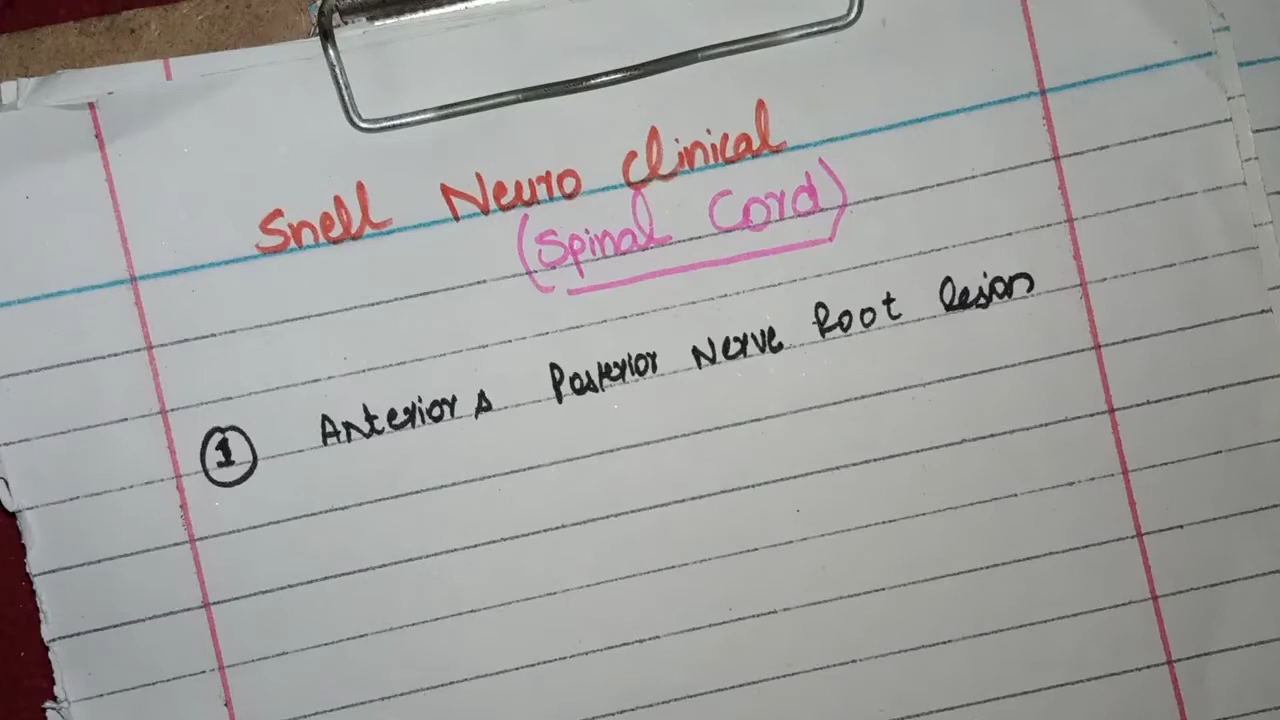 Snell Neuro Clinical
(Spinal Cord)
① Anterior & Posterior Nerve Root lesion